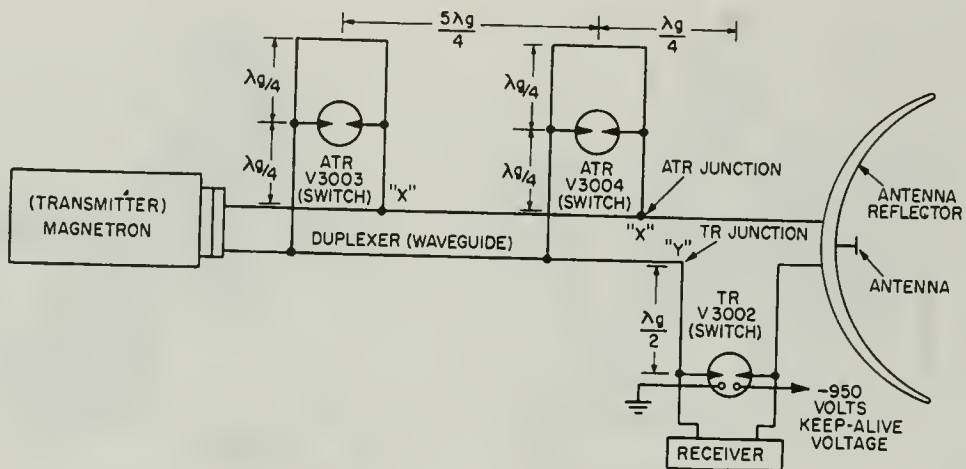 5λg
4
λg
4
λg/4
λg/4
ATR
V3003
(SWITCH)
"X"
λg/4
λg/4
ATR
V3004
(SWITCH)
"X"
ATR JUNCTION
(TRANSMITTER)
MAGNETRON
DUPLEXER (WAVEGUIDE)
"Y"
TR JUNCTION
ANTENNA
REFLECTOR
ANTENNA
λg
2
TR
V3002
(SWITCH)
-950
VOLTS
KEEP-ALIVE
VOLTAGE
RECEIVER